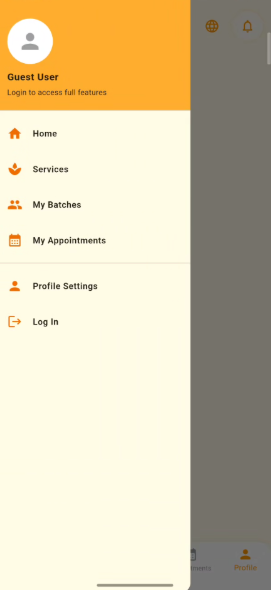 Guest User
Login to access full features
Home
Services
My Batches
My Appointments
Profile Settings
Log In
Profile